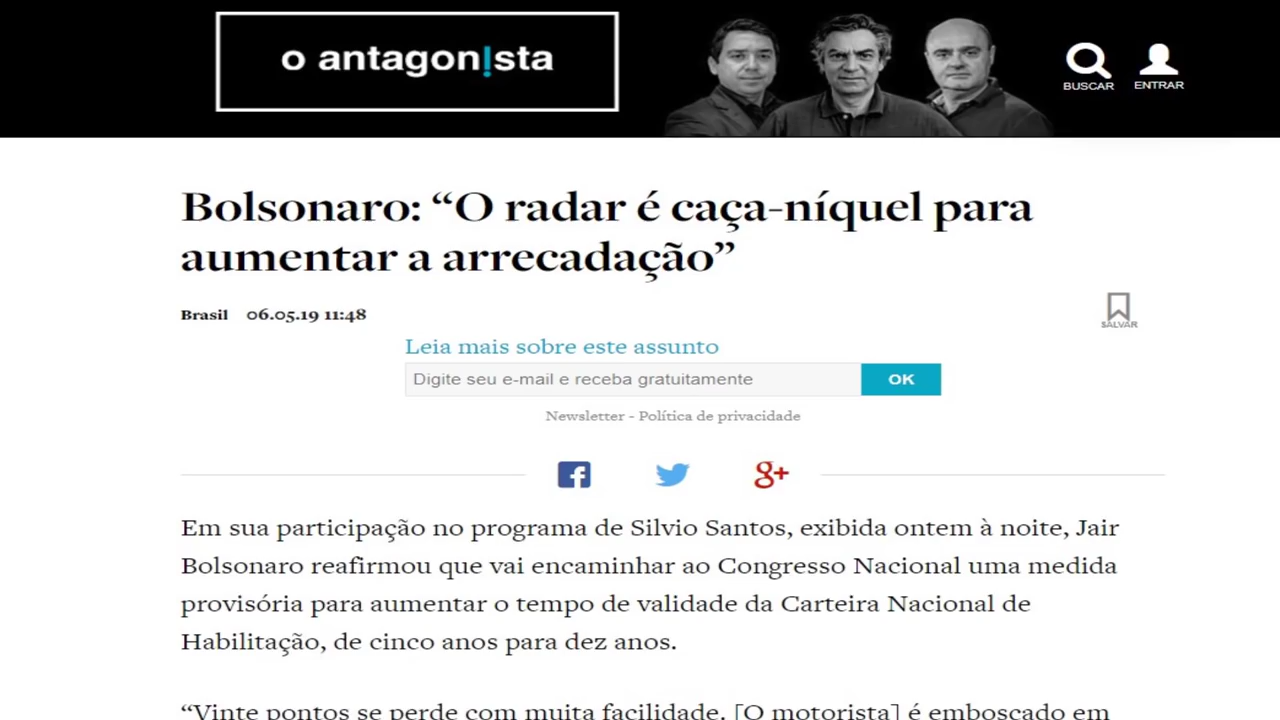 o antagon!sta
BUSCAR
ENTRAR
Bolsonaro: “O radar é caça-níquel para
aumentar a arrecadação”
Brasil 06.05.19 11:48
SALVAR
Leia mais sobre este assunto
Digite seu e-mail e receba gratuitamente
OK
Newsletter - Política de privacidade
f
g+
Em sua participação no programa de Silvio Santos, exibida ontem à noite, Jair
Bolsonaro reafirmou que vai encaminhar ao Congresso Nacional uma medida
provisória para aumentar o tempo de validade da Carteira Nacional de
Habilitação, de cinco anos para dez anos.
“Vinte pontos se perde com muita facilidade. [O motorista] é emboscado em